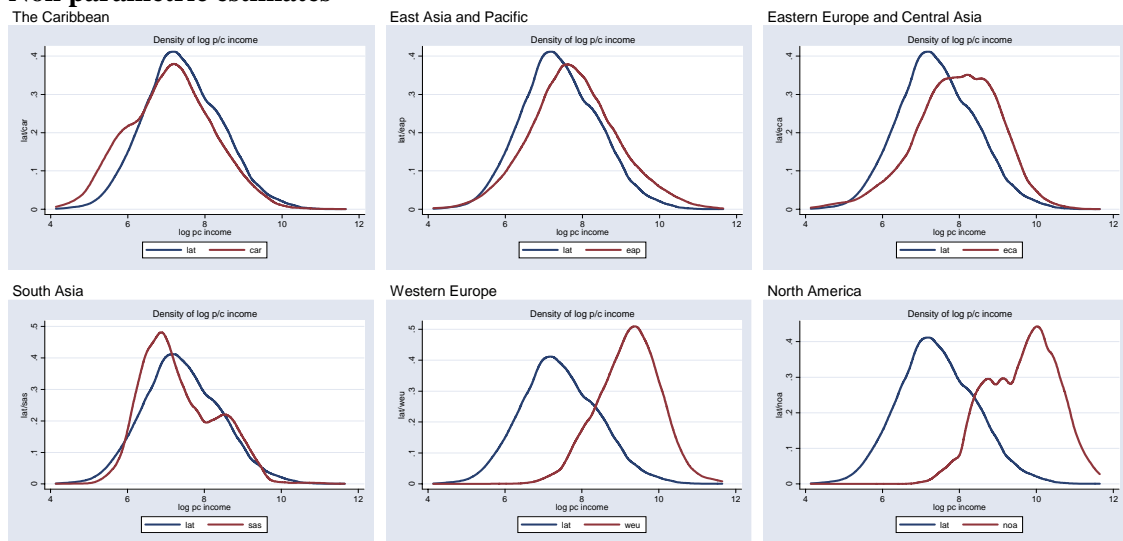 Non parametric estimates
The Caribbean
Density of log p/c income
lat/car
0 .1 .2 .3 .4
4 6 8 10 12
log pc income
lat car
East Asia and Pacific
Density of log p/c income
lat/eap
0 .1 .2 .3 .4
4 6 8 10 12
log pc income
lat eap
Eastern Europe and Central Asia
Density of log p/c income
lat/eca
0 .1 .2 .3 .4
4 6 8 10 12
log pc income
lat eca
South Asia
Density of log p/c income
lat/sas
0 .1 .2 .3 .4 .5
4 6 8 10 12
log pc income
lat sas
Western Europe
Density of log p/c income
lat/weu
0 .1 .2 .3 .4 .5
4 6 8 10 12
log pc income
lat weu
North America
Density of log p/c income
lat/noa
0 .1 .2 .3 .4
4 6 8 10 12
log pc income
lat noa